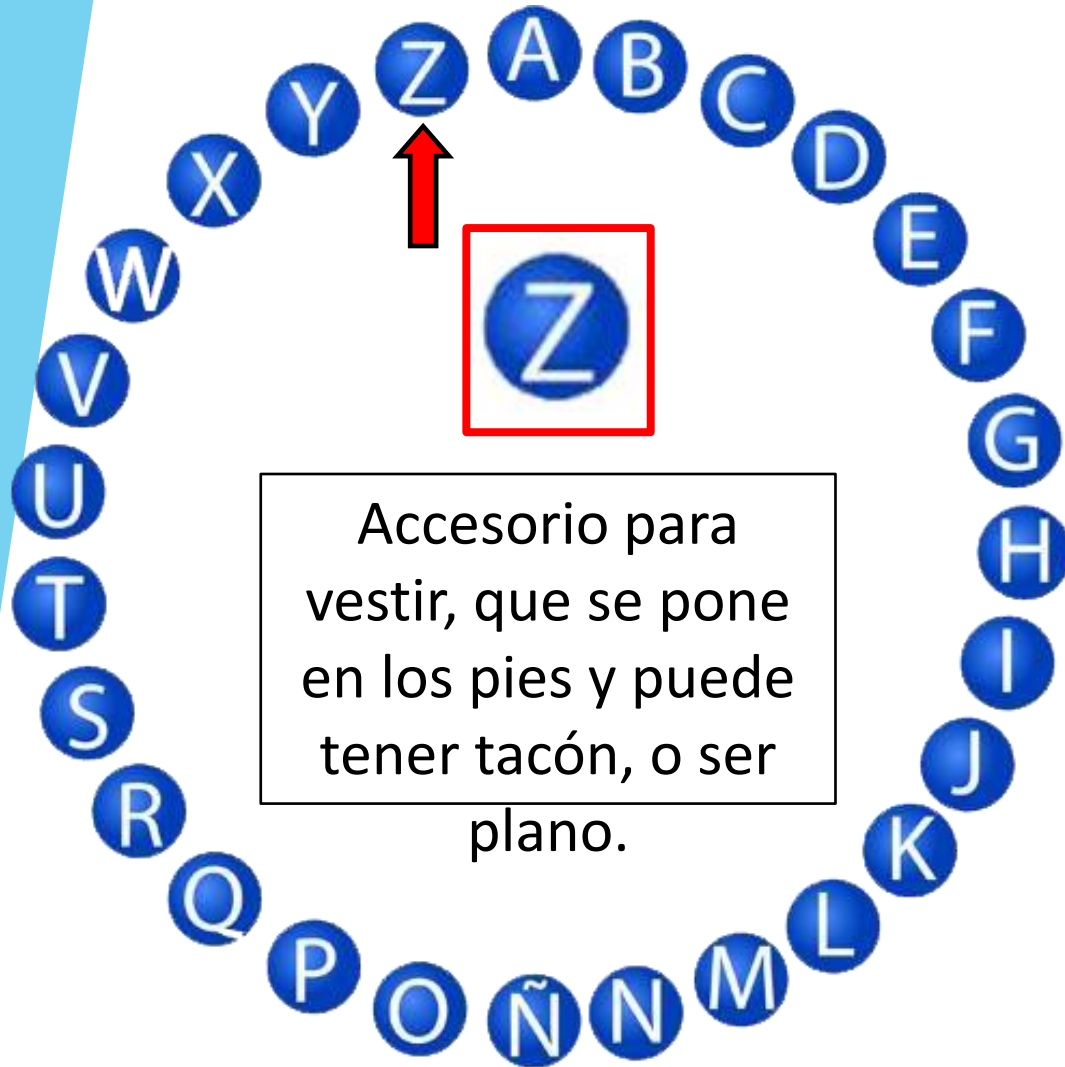 A
B
C
D
E
F
G
H
I
J
K
L
M
N
Ñ
O
P
Q
R
S
T
U
V
W
X
Y
Z
Z
Accesorio para
vestir, que se pone
en los pies y puede
tener tacón, o ser
plano.